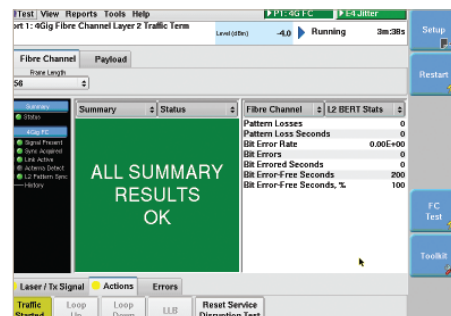 Test View Reports Tools Help
P1: 4G FC E4 Jitter
ort 1: 4Gig Fibre Channel Layer 2 Traffic Term
Level (dBm) -4.0 Running 3m:38s
Setup
Fibre Channel Payload
Restart
Frame Length
56
Summary
Status
4Gig FC
Signal Present
Sync Acquired
Link Active
Acterna Detect
L2 Pattern Sync
History
Summary Status
ALL SUMMARY
RESULTS
OK
Fibre Channel L2 BERT Stats
Pattern Losses 0
Pattern Loss Seconds 0
Bit Error Rate 0.00E+00
Bit Errors 0
Bit Errored Seconds 0
Bit Error-Free Seconds 200
Bit Error-Free Seconds, % 100
FC
Test
Toolkit
Laser / Tx Signal Actions Errors
Traffic
Started
Loop
Up
Loop
Down
LLB
Reset Service
Disruption Test